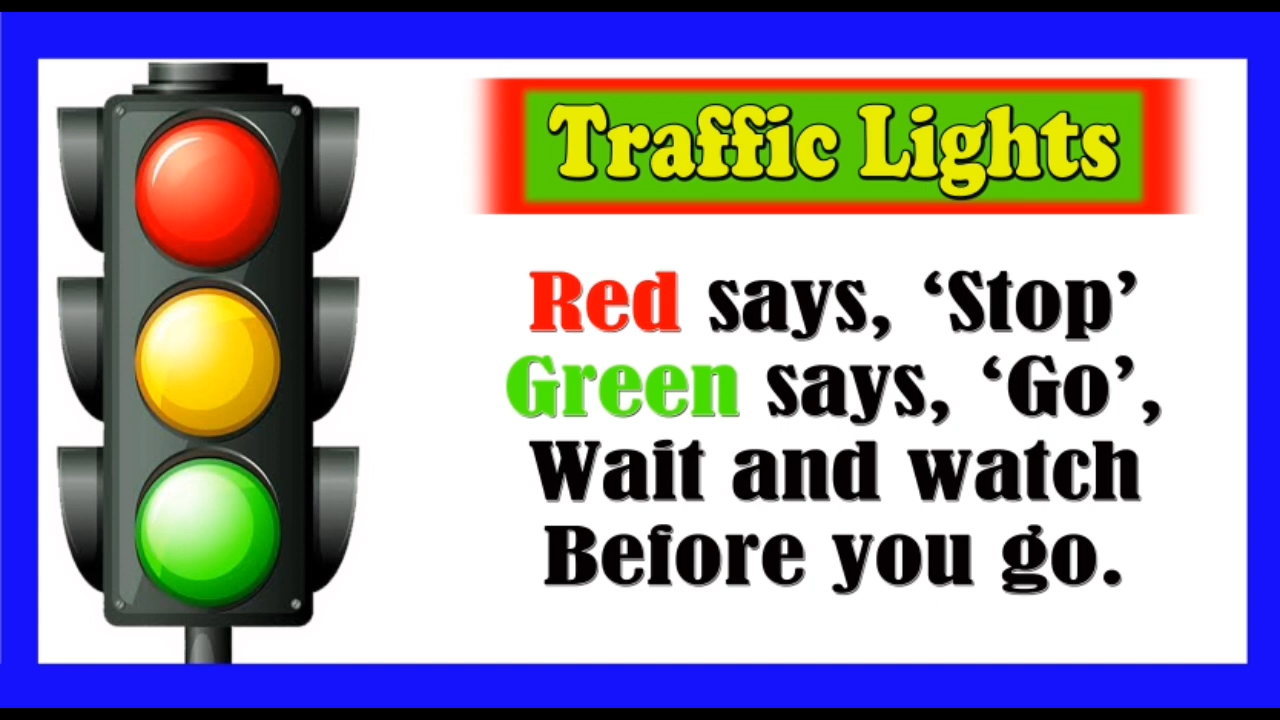 Traffic Lights
Red says, ‘Stop’
Green says, ‘Go’,
Wait and watch
Before you go.